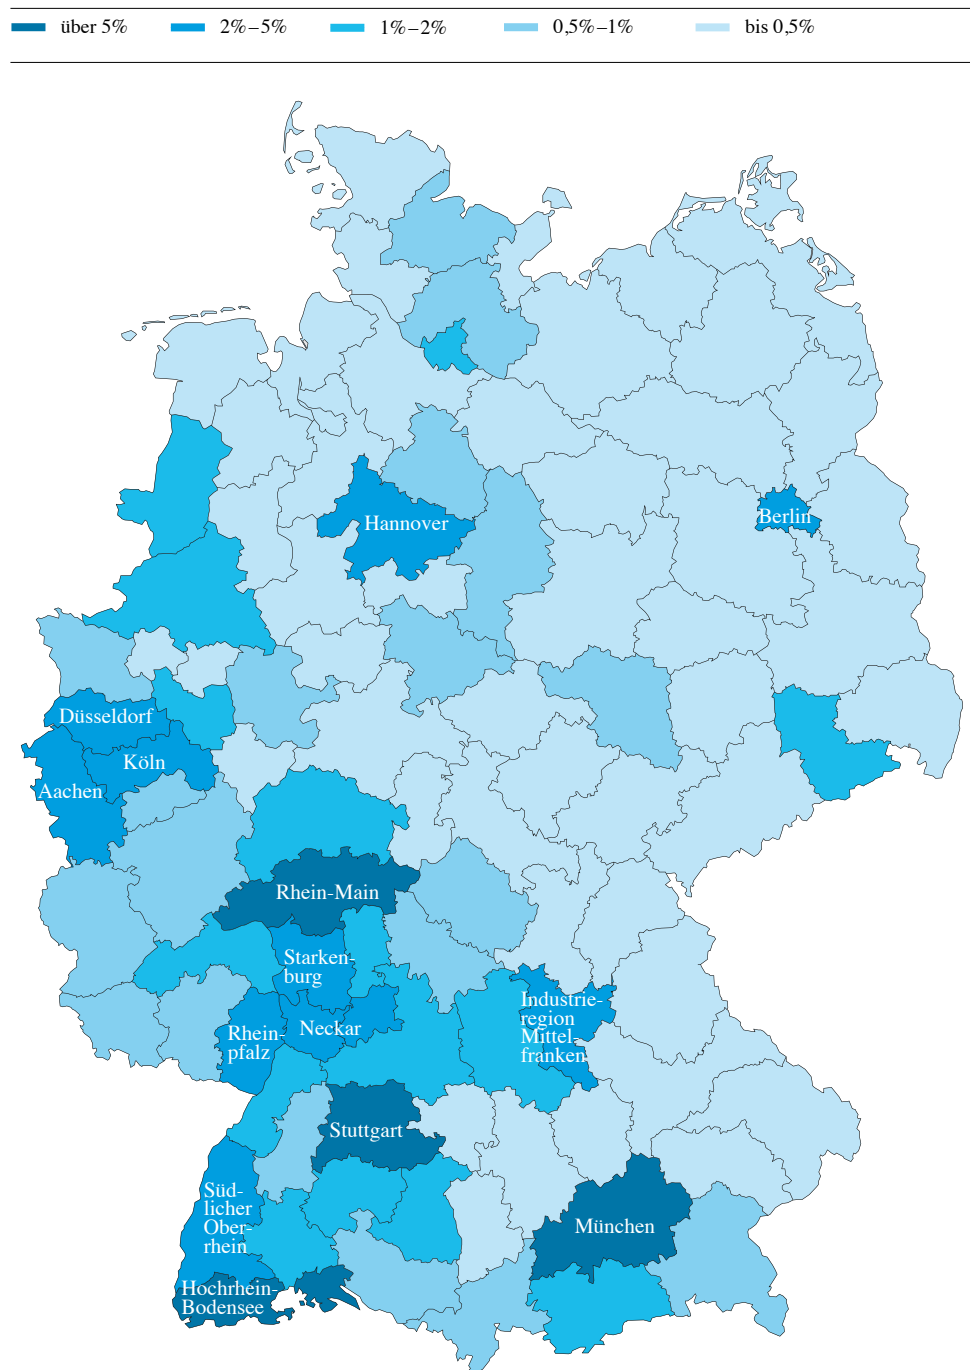 über 5% 2%–5% 1%–2% 0,5%–1% bis 0,5%
Hannover
Berlin
Düsseldorf
Köln
Aachen
Rhein-Main
Starken-
burg
Industrie-
region
Mittel-
franken
Neckar
Rhein-
pfalz
Stuttgart
Süd-
licher
Ober-
rhein
München
Hochrhein-
Bodensee